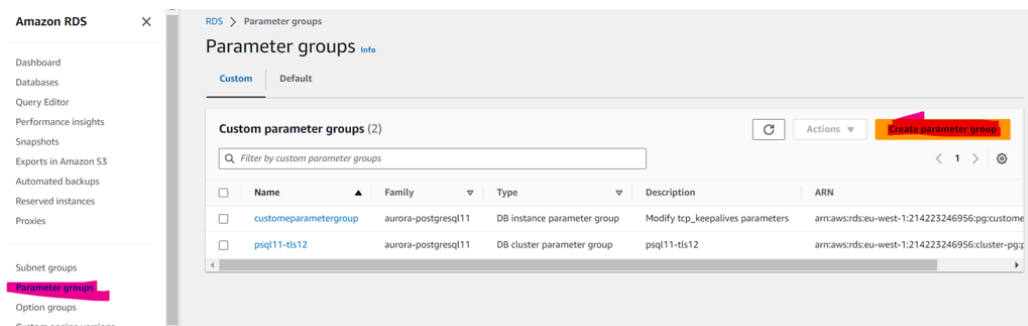 Amazon RDS
Dashboard
Databases
Query Editor
Performance insights
Snapshots
Exports in Amazon S3
Automated backups
Reserved instances
Proxies
Subnet groups
Parameter groups
Option groups
Custom engine versions
RDS > Parameter groups
Parameter groups Info
Custom Default
Custom parameter groups (2)
Actions
Create parameter group
Filter by custom parameter groups
< 1 >
Name Family Type Description ARN
customeparametergroup aurora-postgresql11 DB instance parameter group Modify tcp_keepalives parameters arn:aws:rds:eu-west-1:214223246956:pg:custome
psql11-tls12 aurora-postgresql11 DB cluster parameter group psql11-tls12 arn:aws:rds:eu-west-1:214223246956:cluster-pg:p